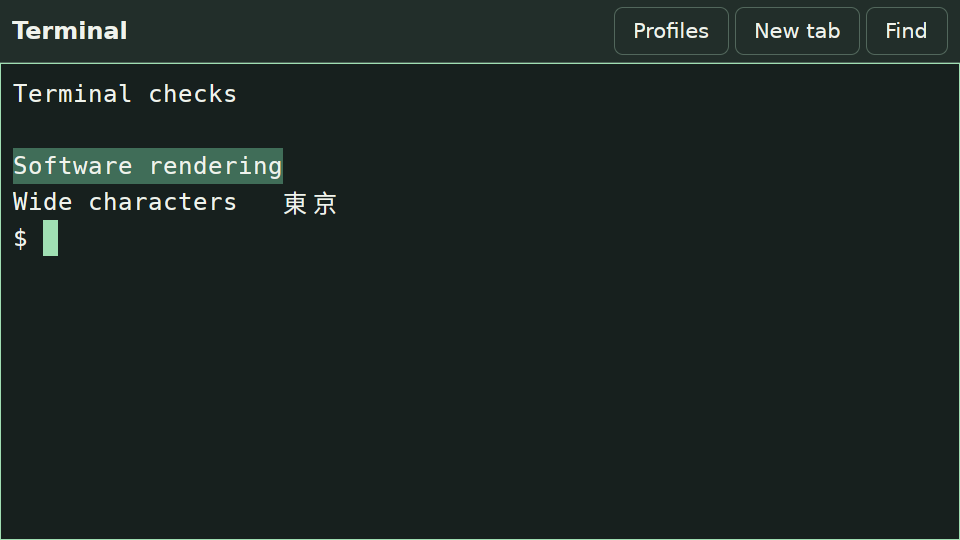 Terminal Profiles New tab Find
Terminal checks
Software rendering
Wide characters   東京
$